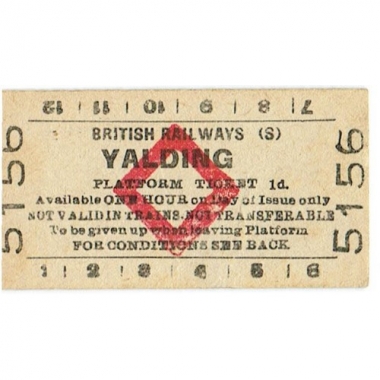 12 | 11 | 10 | 9 | 8 | 7
BRITISH RAILWAYS (S)
YALDING
PLATFORM TICKET 1d.
Available ONE HOUR on Day of Issue only
NOT VALID IN TRAINS. NOT TRANSFERABLE
To be given up when leaving Platform
FOR CONDITIONS SEE BACK
1 | 2 | 3 | 4 | 5 | 6
5156
5156